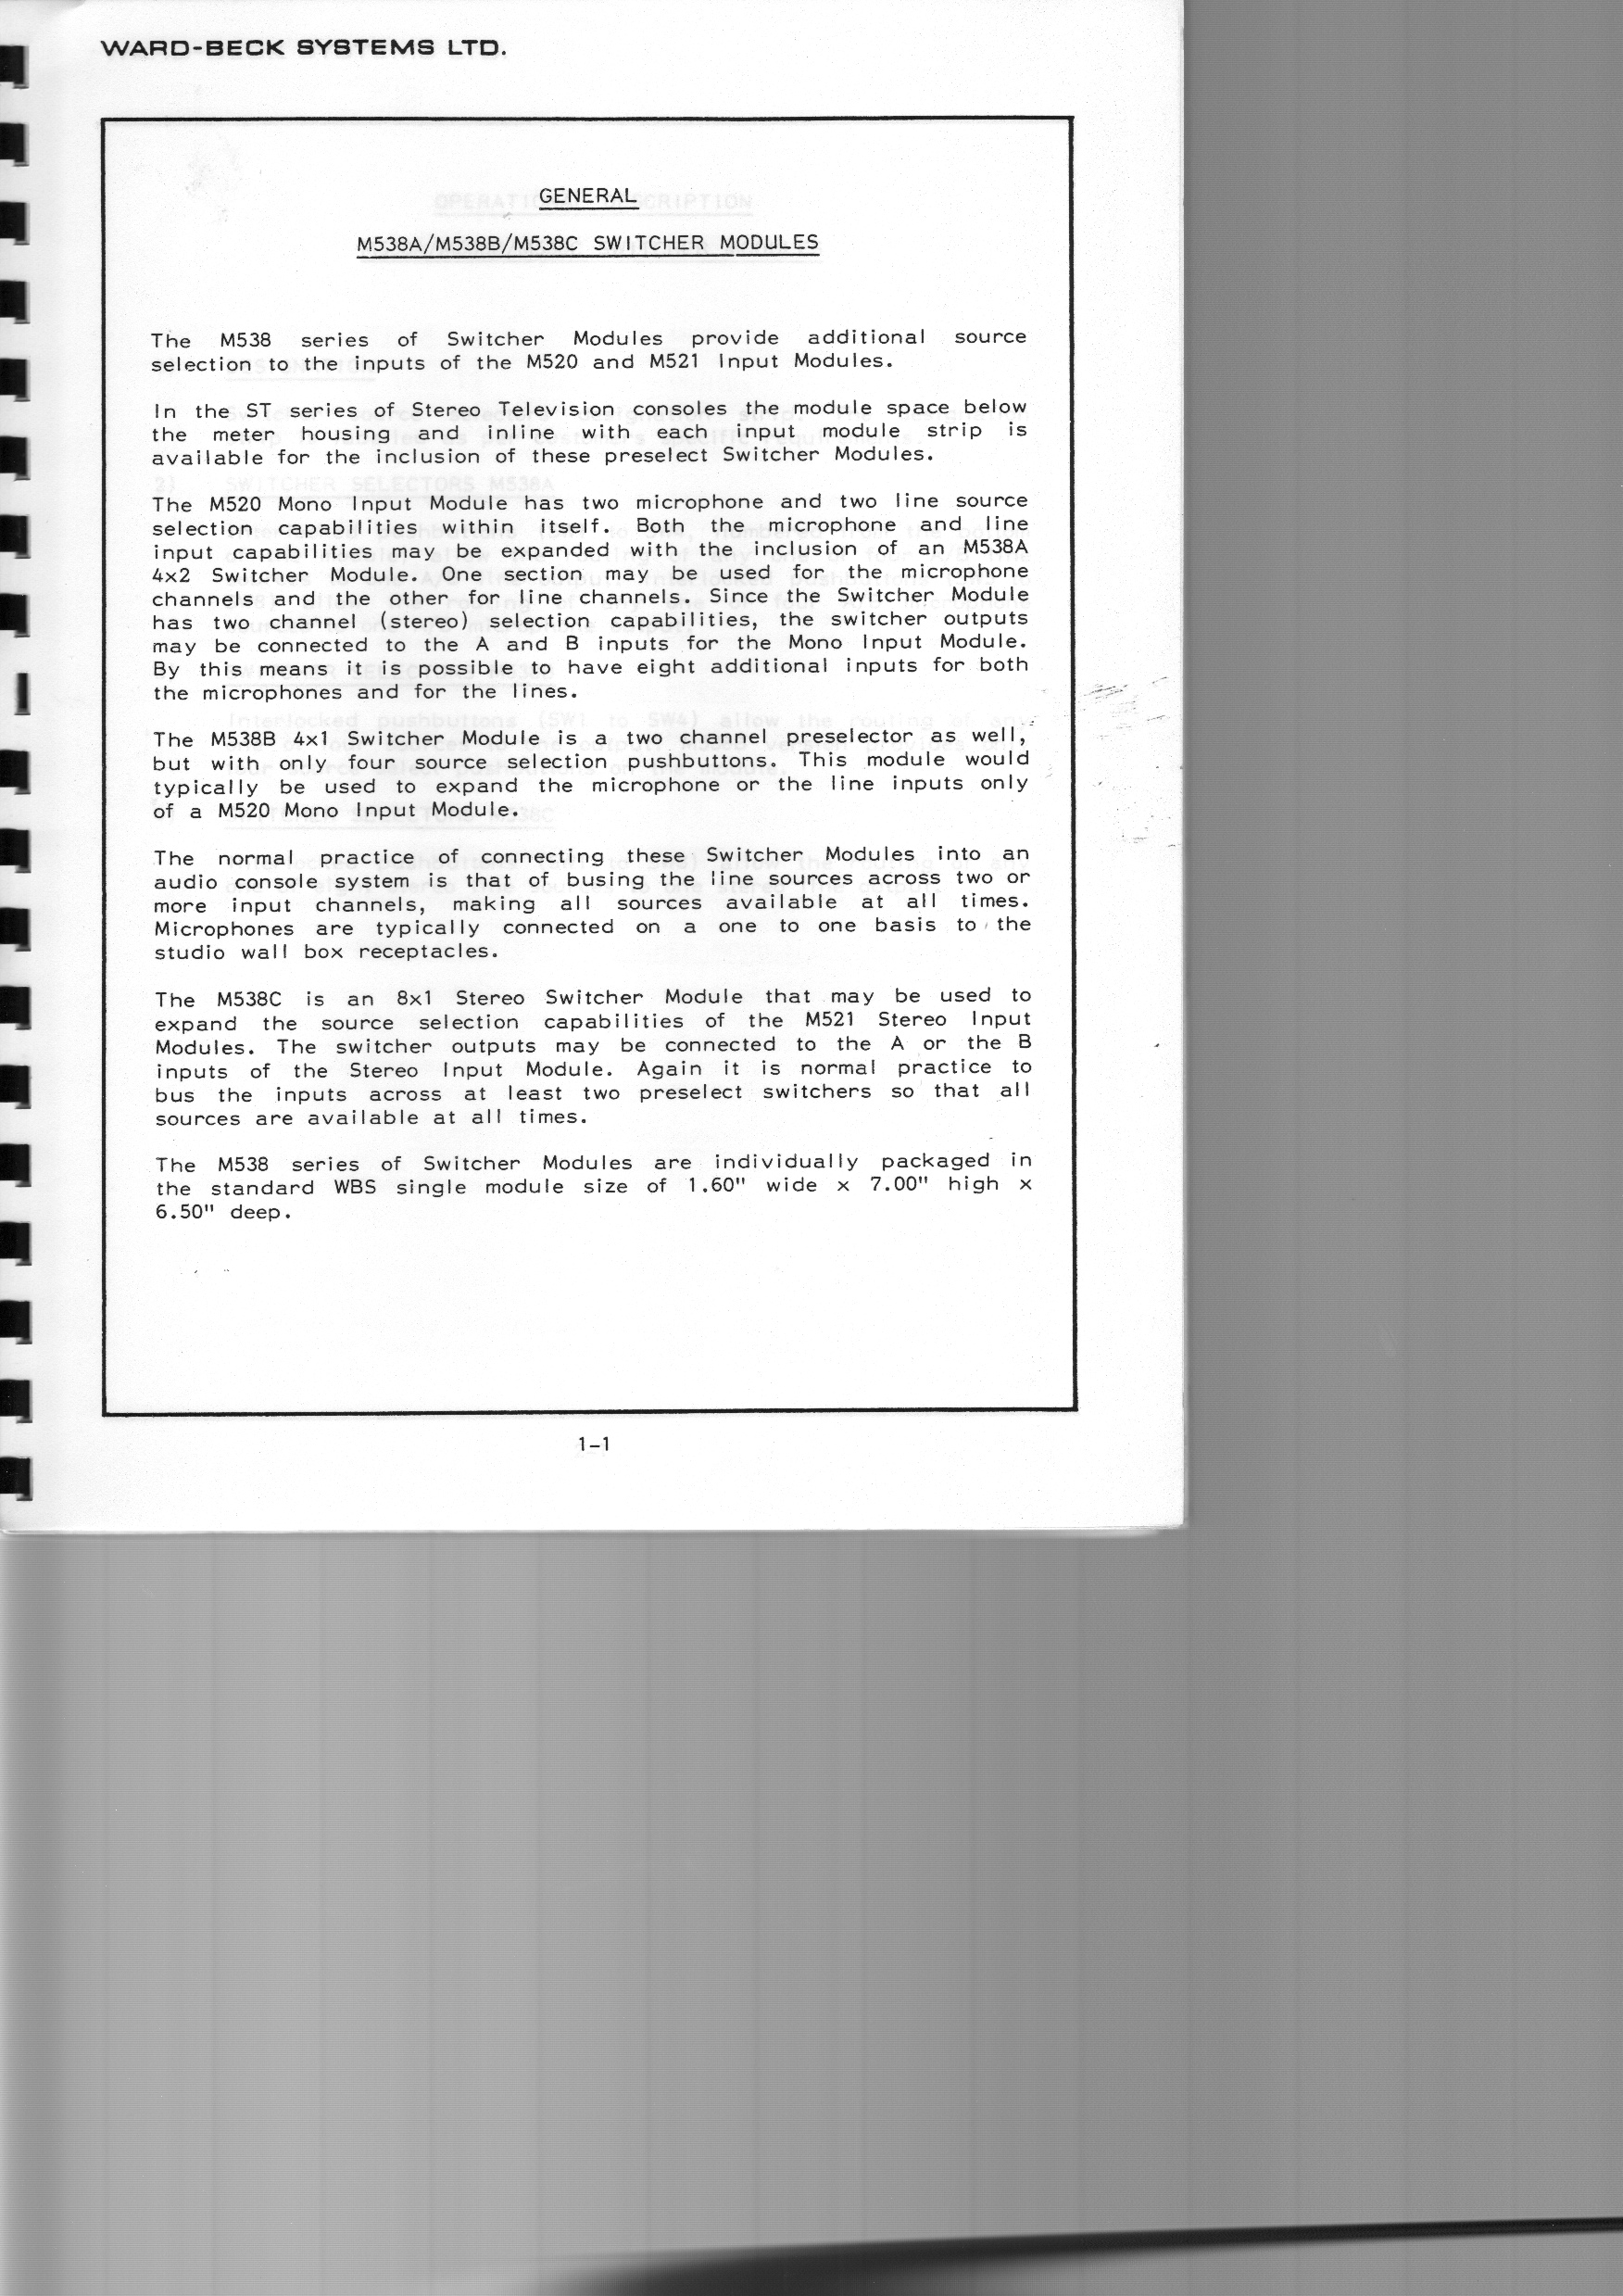 WARD-BECK SYSTEMS LTD.
GENERAL
M538A/M538B/M538C SWITCHER MODULES
The M538 series of Switcher Modules provide additional source
selection to the inputs of the M520 and M521 Input Modules.
In the ST series of Stereo Television consoles the module space below
the meter housing and inline with each input module strip is
available for the inclusion of these preselect Switcher Modules.
The M520 Mono Input Module has two microphone and two line source
selection capabilities within itself. Both the microphone and line
input capabilities may be expanded with the inclusion of an M538A
4x2 Switcher Module. One section may be used for the microphone
channels and the other for line channels. Since the Switcher Module
has two channel (stereo) selection capabilities, the switcher outputs
may be connected to the A and B inputs for the Mono Input Module.
By this means it is possible to have eight additional inputs for both
the microphones and for the lines.
The M538B 4x1 Switcher Module is a two channel preselector as well,
but with only four source selection pushbuttons. This module would
typically be used to expand the microphone or the line inputs only
of a M520 Mono Input Module.
The normal practice of connecting these Switcher Modules into an
audio console system is that of busing the line sources across two or
more input channels, making all sources available at all times.
Microphones are typically connected on a one to one basis to the
studio wall box receptacles.
The M538C is an 8x1 Stereo Switcher Module that may be used to
expand the source selection capabilities of the M521 Stereo Input
Modules. The switcher outputs may be connected to the A or the B
inputs of the Stereo Input Module. Again it is normal practice to
bus the inputs across at least two preselect switchers so that all
sources are available at all times.
The M538 series of Switcher Modules are individually packaged in
the standard WBS single module size of 1.60" wide x 7.00" high x
6.50" deep.
1-1